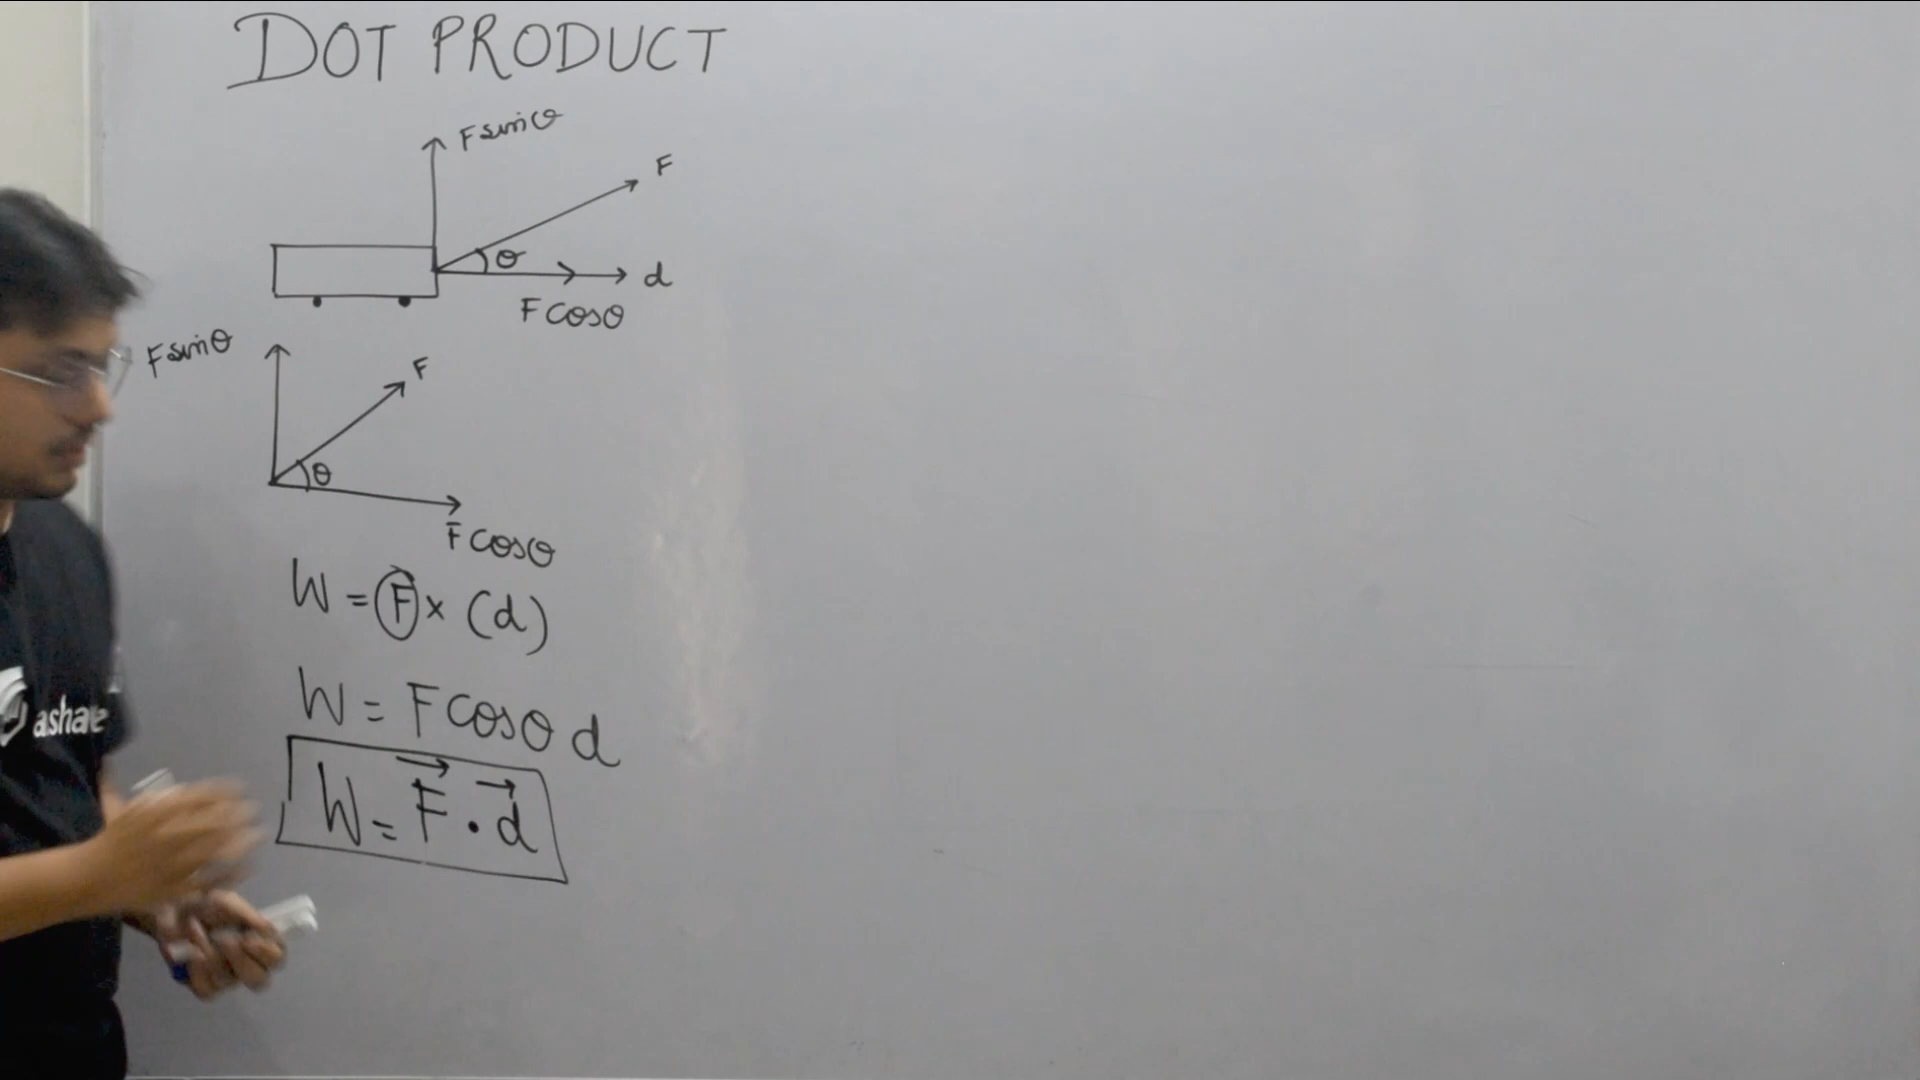 DOT PRODUCT
F sinθ
F
θ
d
F cosθ
F sinθ
F
θ
F cosθ
W = F × (d)
W = F cosθ d
W = F · d